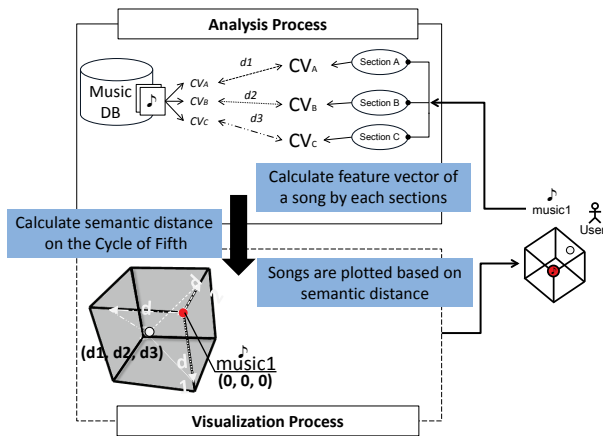 Analysis Process
Music
DB
♪
CVA
CVB
CVC
d1
d2
d3
CVA
CVB
CVC
Section A
Section B
Section C
Calculate feature vector of
a song by each sections
♪
music1
User
Calculate semantic distance
on the Cycle of Fifth
Songs are plotted based on
semantic distance
d
d
d
1
(d1, d2, d3)
♪
music1
(0, 0, 0)
Visualization Process